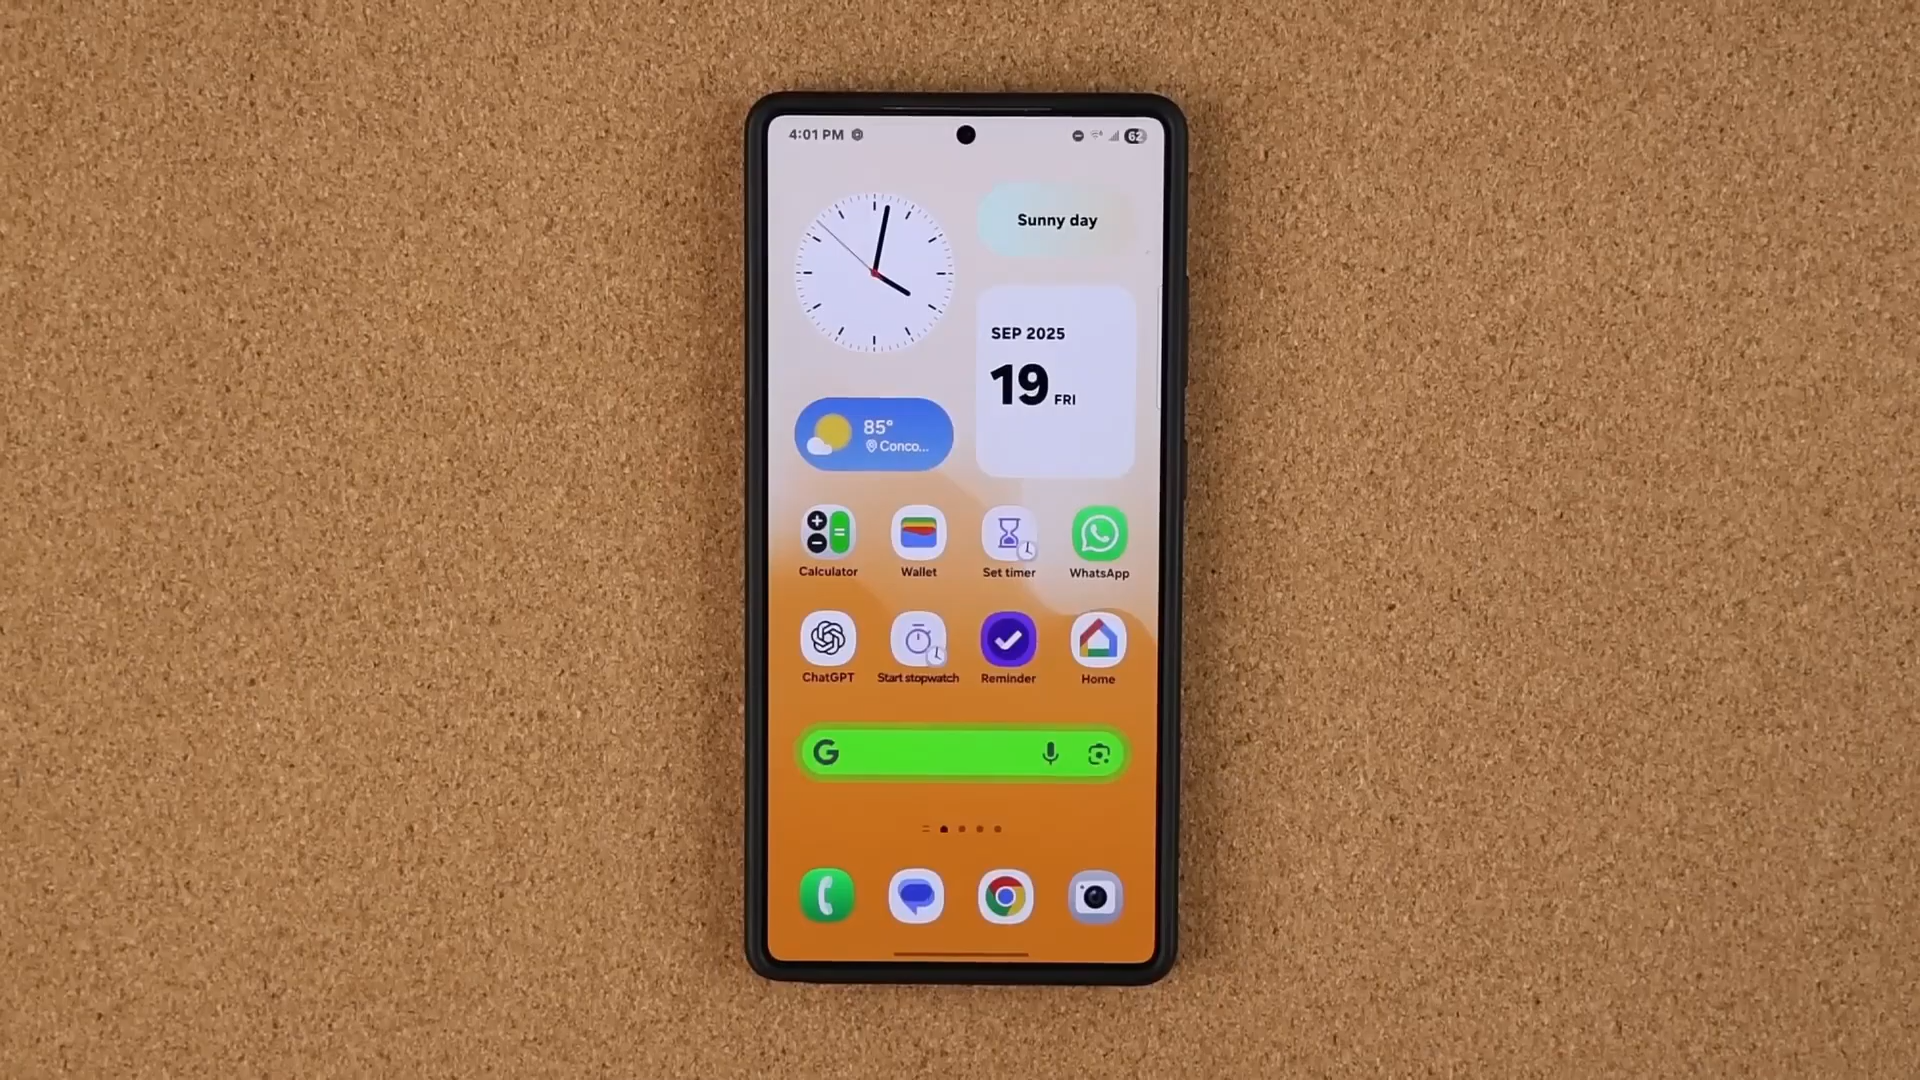 4:01 PM
62
Sunny day
SEP 2025
19 FRI
85°
Conco...
Calculator
Wallet
Set timer
WhatsApp
ChatGPT
Start stopwatch
Reminder
Home
G